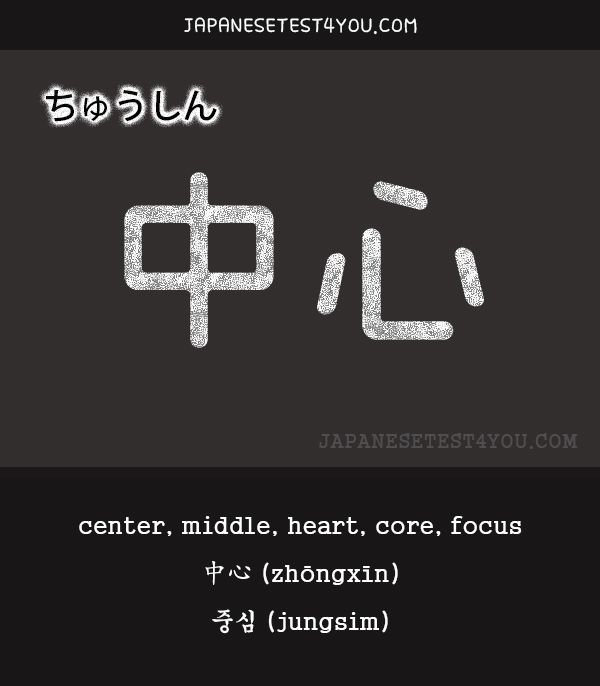 JAPANESETEST4YOU.COM
ちゅうしん
中心
JAPANESETEST4YOU.COM
center, middle, heart, core, focus
中心 (zhōngxīn)
중심 (jungsim)